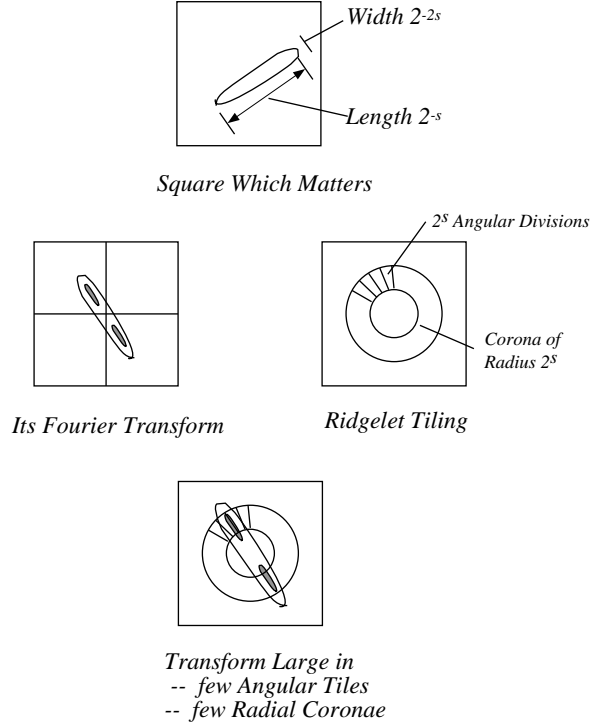 Width 2-2s
Length 2-s
Square Which Matters
2s Angular Divisions
Corona of
Radius 2s
Its Fourier Transform
Ridgelet Tiling
Transform Large in
-- few Angular Tiles
-- few Radial Coronae